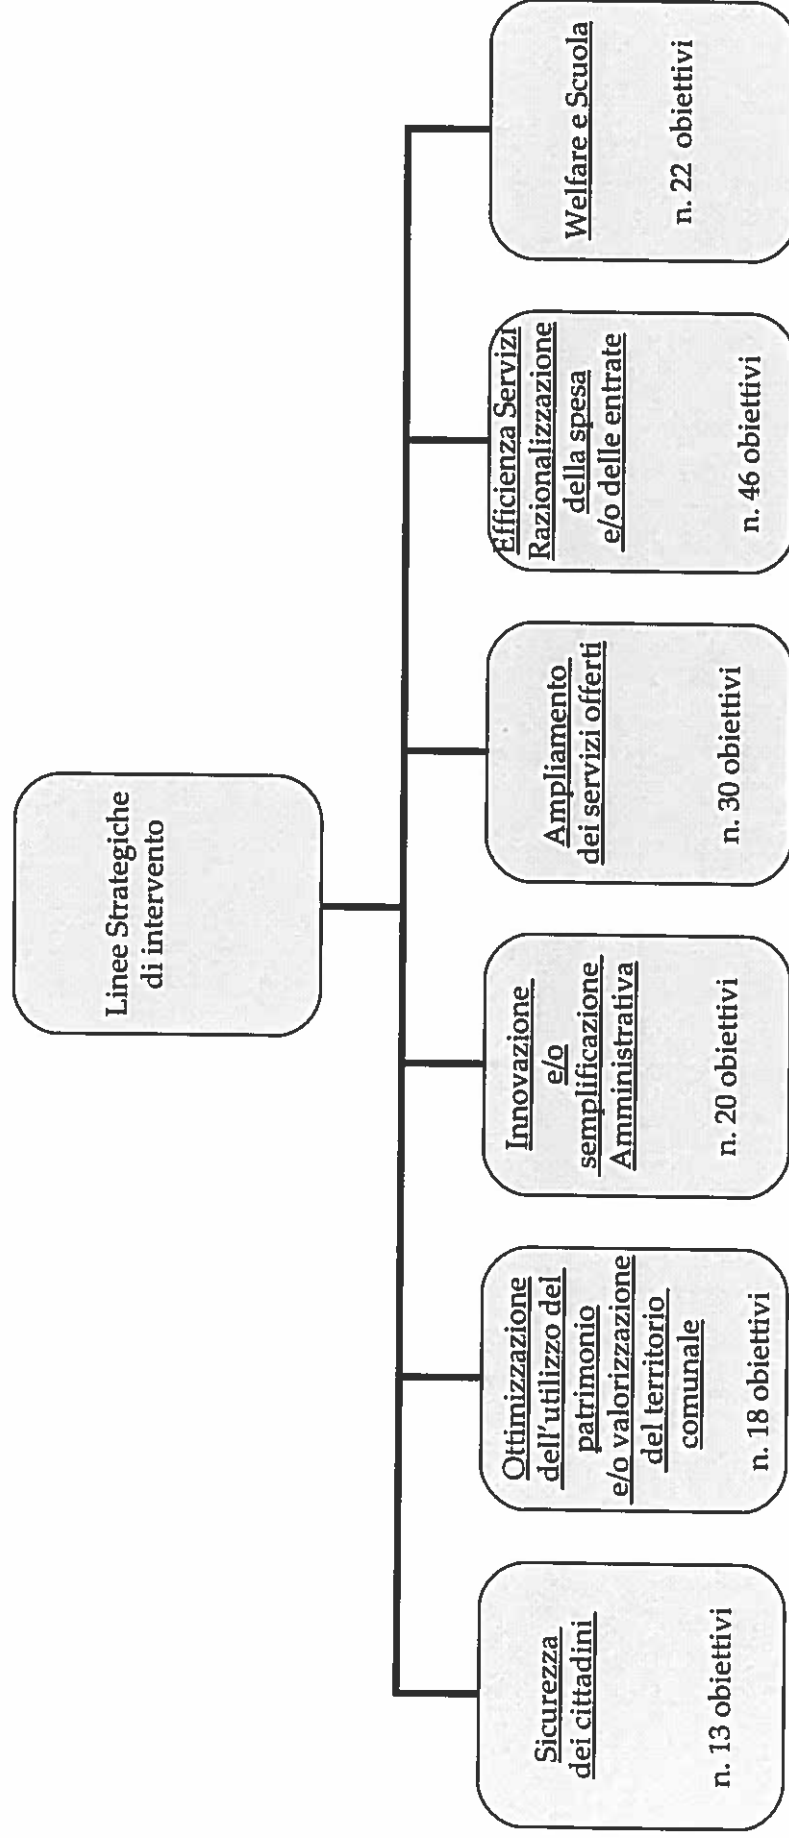 Linee Strategiche
di intervento
Sicurezza
dei cittadini
n. 13 obiettivi
Ottimizzazione
dell'utilizzo del
patrimonio
e/o valorizzazione
del territorio
comunale
n. 18 obiettivi
Innovazione
e/o
semplificazione
Amministrativa
n. 20 obiettivi
Ampliamento
dei servizi offerti
n. 30 obiettivi
Efficienza Servizi
Razionalizzazione
della spesa
e/o delle entrate
n. 46 obiettivi
Welfare e Scuola
n. 22 obiettivi